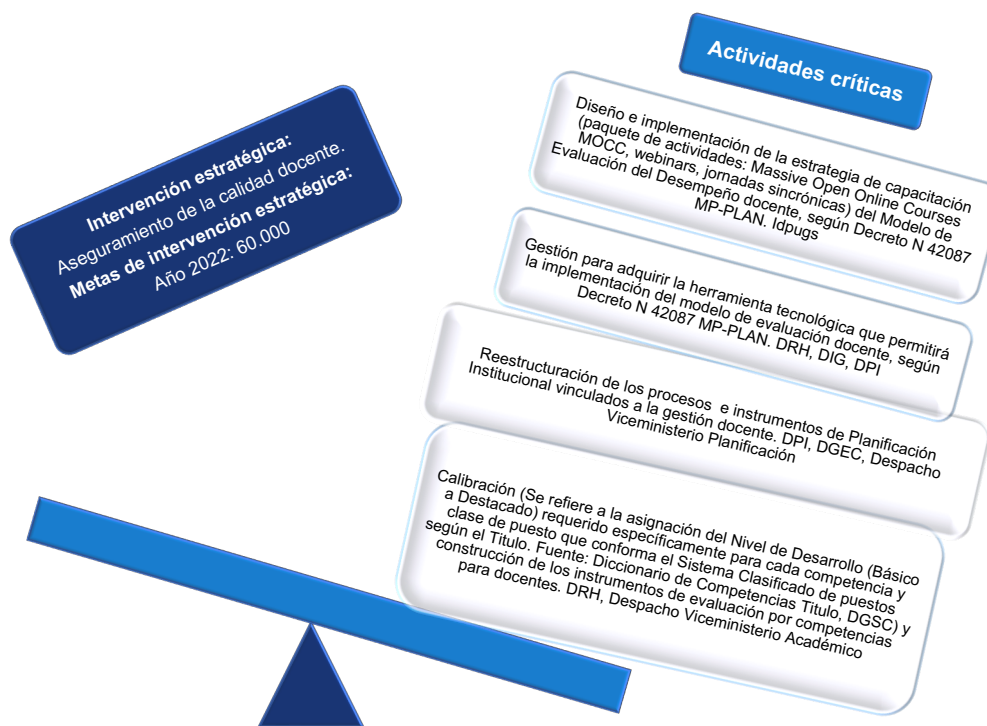 Intervención estratégica:
Aseguramiento de la calidad docente.
Metas de intervención estratégica:
Año 2022: 60.000
Actividades críticas
Diseño e implementación de la estrategia de capacitación
(paquete de actividades: Massive Open Online Courses
MOCC, webinars, jornadas sincrónicas) del Modelo de
Evaluación del Desempeño docente, según Decreto N 42087
MP-PLAN. Idpugs
Gestión para adquirir la herramienta tecnológica que permitirá
la implementación del modelo de evaluación docente, según
Decreto N 42087 MP-PLAN. DRH, DIG, DPI
Reestructuración de los procesos e instrumentos de Planificación
Institucional vinculados a la gestión docente. DPI, DGEC, Despacho
Viceministerio Planificación
Calibración (Se refiere a la asignación del Nivel de Desarrollo (Básico
a Destacado) requerido específicamente para cada competencia y
clase de puesto que conforma el Sistema Clasificado de puestos
según el Titulo. Fuente: Diccionario de Competencias Titulo, DGSC) y
construcción de los instrumentos de evaluación por competencias
para docentes. DRH, Despacho Viceministerio Académico